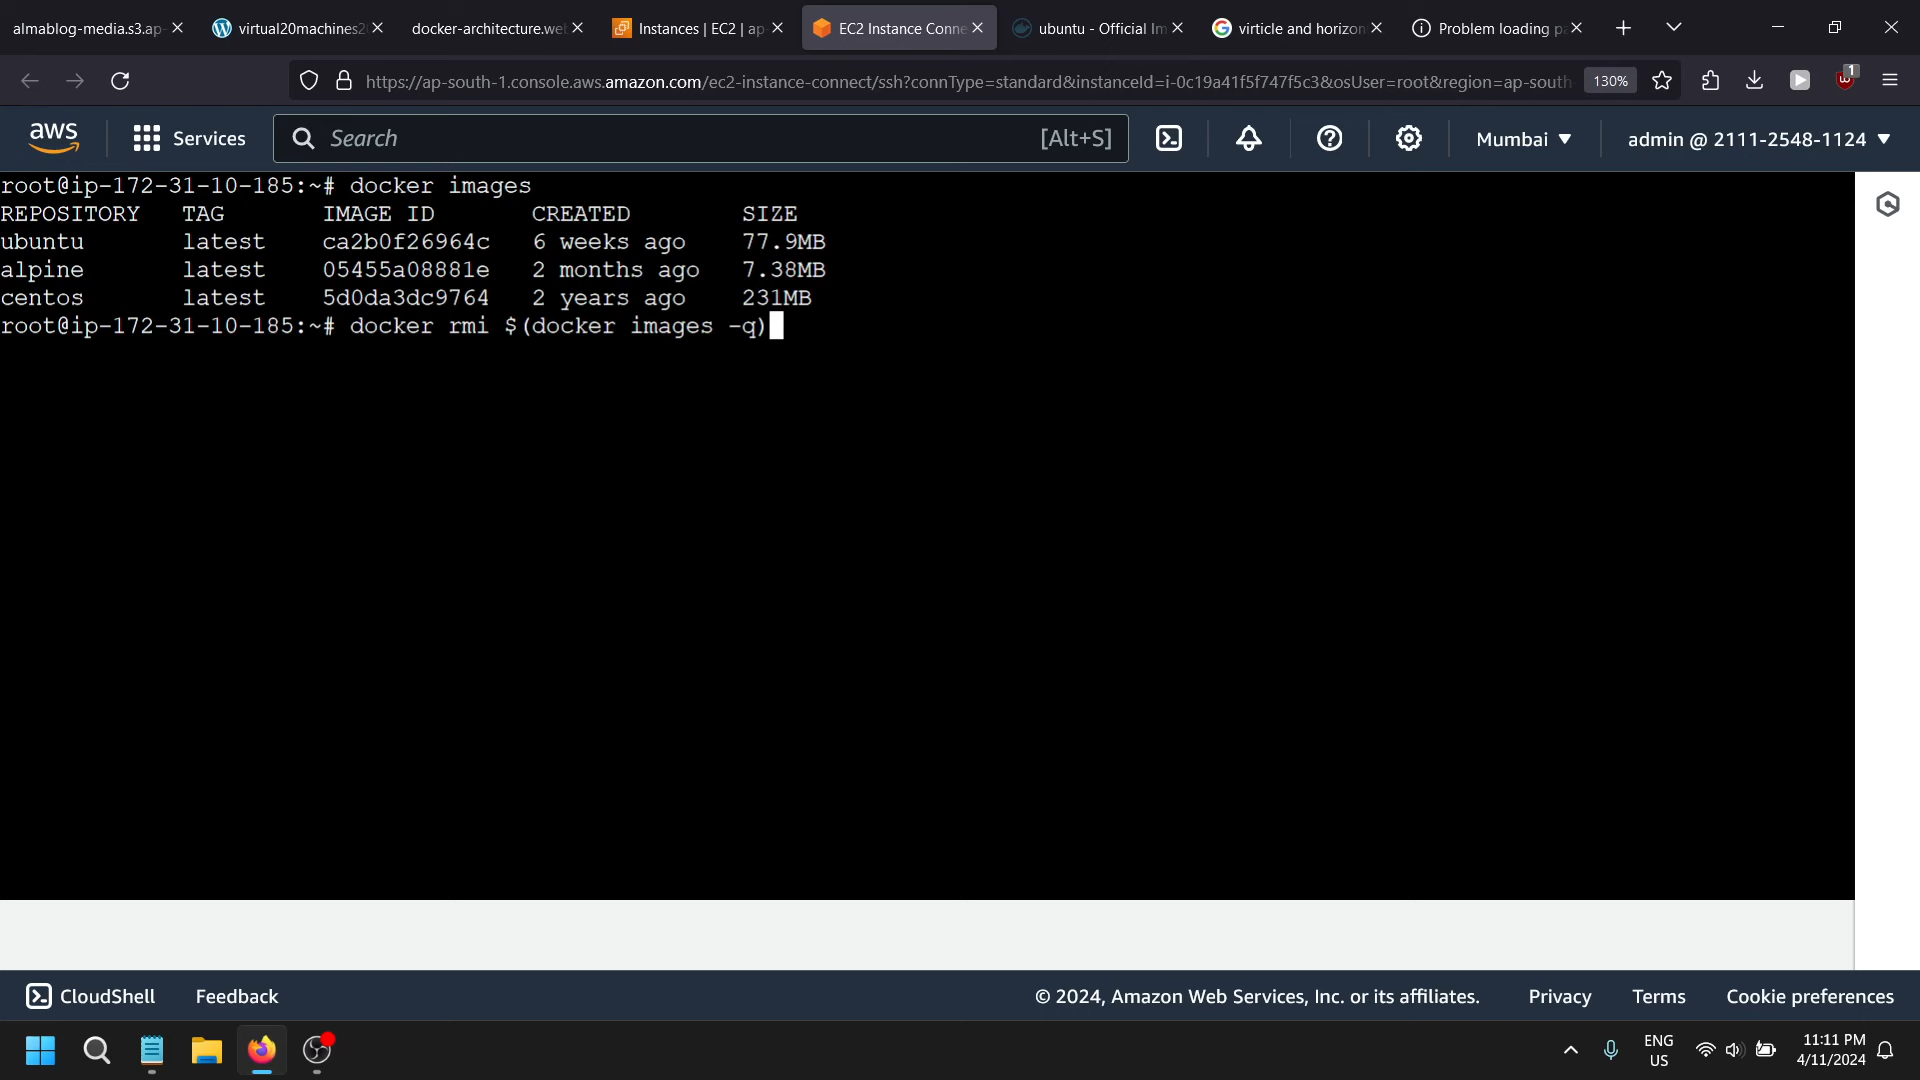 almablog-media.s3.ap-
virtual20machines2
docker-architecture.we
Instances | EC2 | ap-
EC2 Instance Conne
ubuntu - Official Im
virticle and horizon
Problem loading pa
https://ap-south-1.console.aws.amazon.com/ec2-instance-connect/ssh?connType=standard&instanceId=i-0c19a41f5f747f5c3&osUser=root&region=ap-south-
130%
1
aws
Services
Search
[Alt+S]
Mumbai
admin @ 2111-2548-1124
root@ip-172-31-10-185:~# docker images
REPOSITORY TAG IMAGE ID CREATED SIZE
ubuntu latest ca2b0f26964c 6 weeks ago 77.9MB
alpine latest 05455a08881e 2 months ago 7.38MB
centos latest 5d0da3dc9764 2 years ago 231MB
root@ip-172-31-10-185:~# docker rmi $(docker images -q)
CloudShell
Feedback
© 2024, Amazon Web Services, Inc. or its affiliates.
Privacy
Terms
Cookie preferences
ENG
US
11:11 PM
4/11/2024